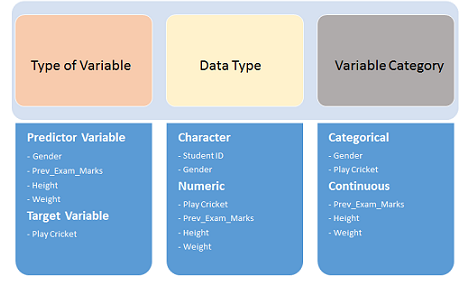 Type of Variable
Data Type
Variable Category
Predictor Variable
- Gender
- Prev_Exam_Marks
- Height
- Weight
Target Variable
- Play Cricket
Character
- Student ID
- Gender
Numeric
- Play Cricket
- Prev_Exam_Marks
- Height
- Weight
Categorical
- Gender
- Play Cricket
Continuous
- Prev_Exam_Marks
- Height
- Weight